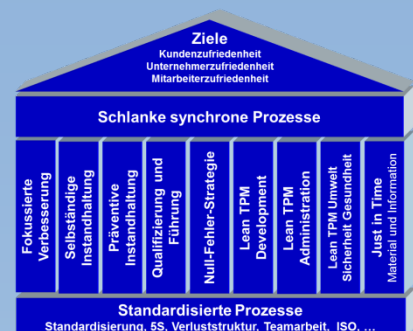 Ziele
Kundenzufriedenheit
Unternehmerzufriedenheit
Mitarbeiterzufriedenheit
Schlanke synchrone Prozesse
Fokussierte
Verbesserung
Selbständige
Instandhaltung
Präventive
Instandhaltung
Qualifizierung und
Führung
Null-Fehler-Strategie
Lean TPM
Development
Lean TPM
Administration
Lean TPM Umwelt
Sicherheit Gesundheit
Just in Time
Material und Information
Standardisierte Prozesse
Standardisierung, 5S, Verluststruktur, Teamarbeit, ISO, ...